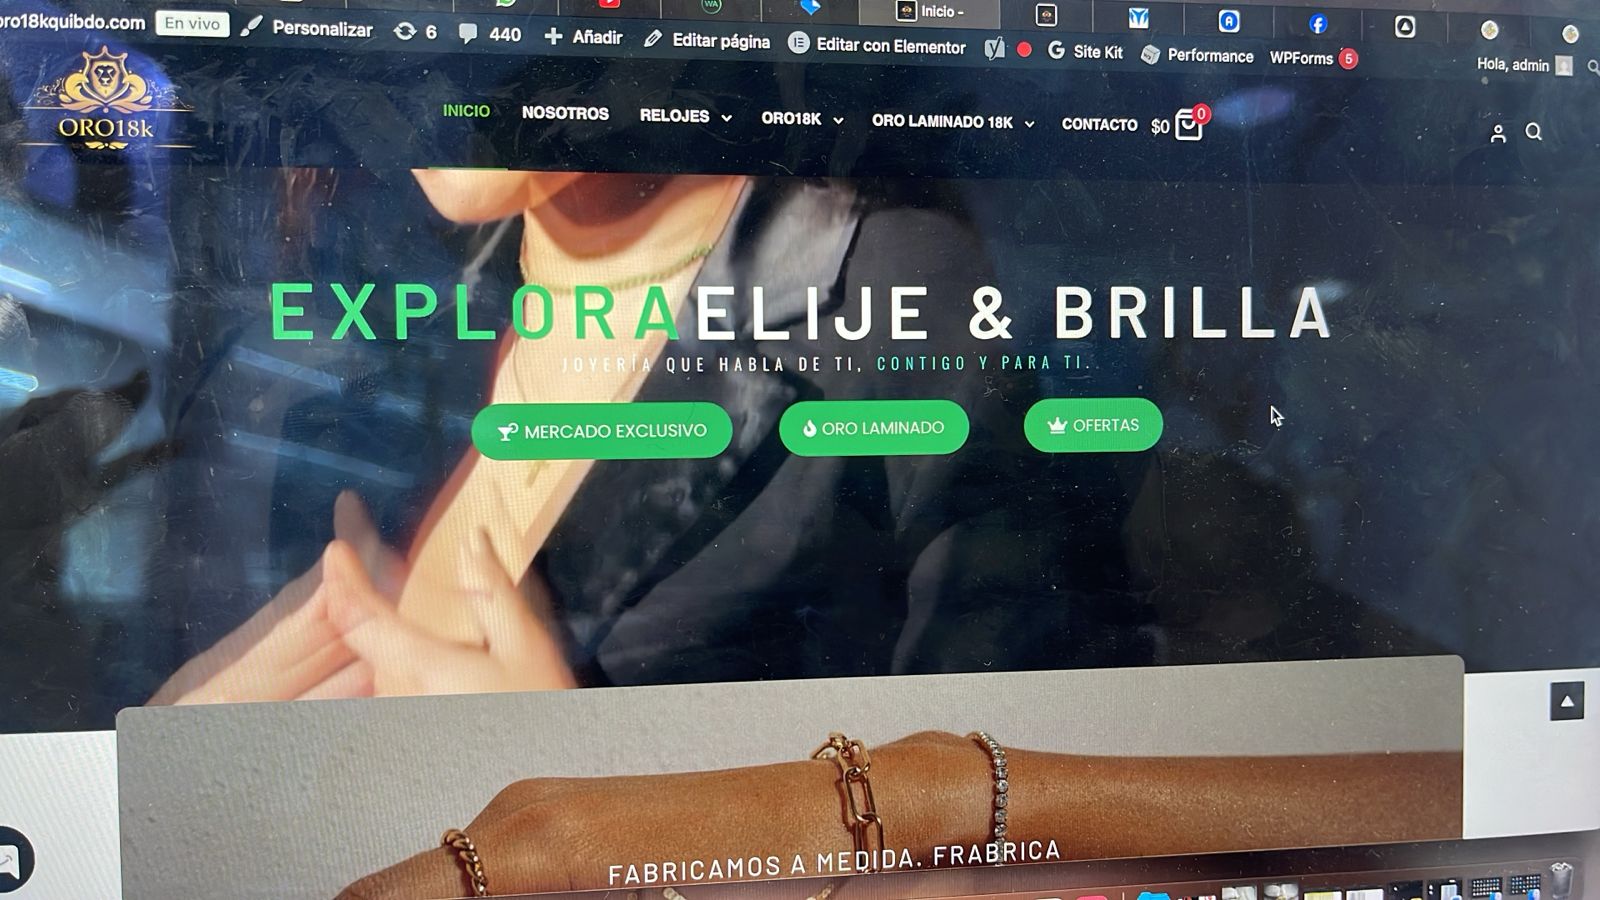 oro18kquibdo.com En vivo Personalizar 6 440 Añadir Editar página Editar con Elementor Site Kit Performance WPForms 5 Hola, admin
Inicio -
ORO18k
INICIO NOSOTROS RELOJES ORO18K ORO LAMINADO 18K CONTACTO $0 0
EXPLORAELIJE & BRILLA
JOYERÍA QUE HABLA DE TI, CONTIGO Y PARA TI.
MERCADO EXCLUSIVO ORO LAMINADO OFERTAS
FABRICAMOS A MEDIDA. FRABRICA